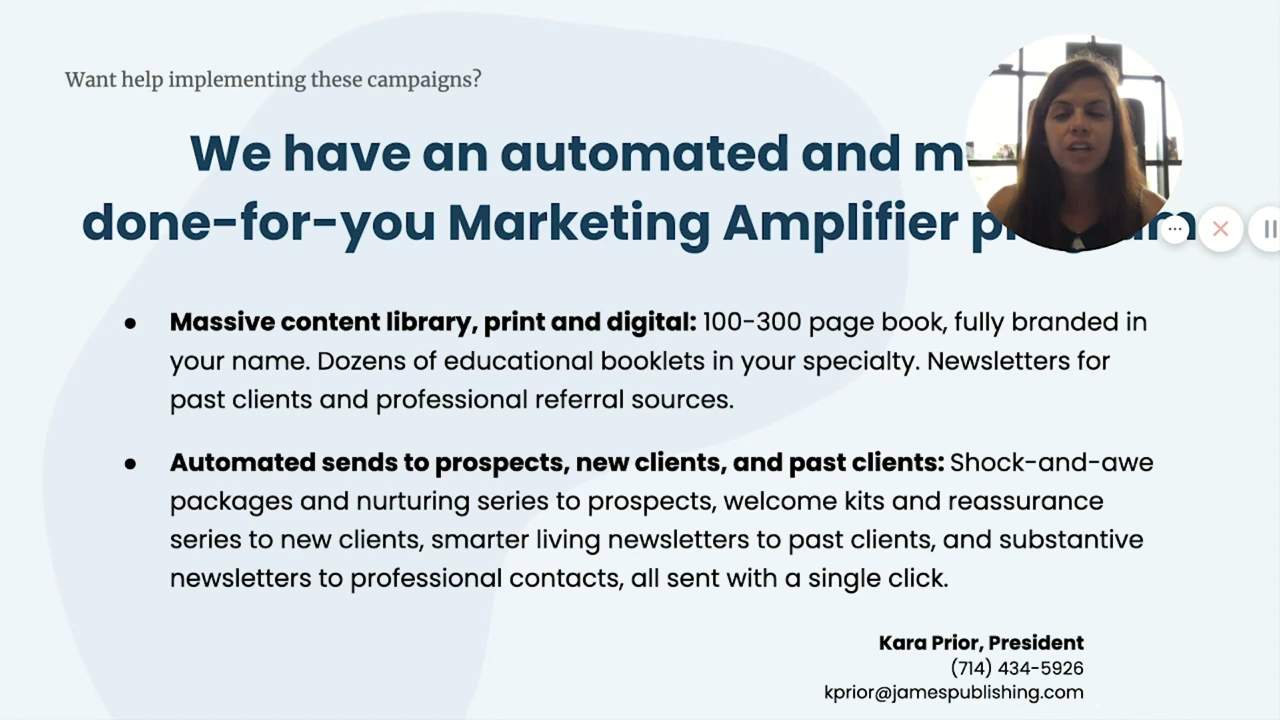 Want help implementing these campaigns?
We have an automated and
done-for-you Marketing Amplifier
● Massive content library, print and digital: 100-300 page book, fully branded in
your name. Dozens of educational booklets in your specialty. Newsletters for
past clients and professional referral sources.
● Automated sends to prospects, new clients, and past clients: Shock-and-awe
packages and nurturing series to prospects, welcome kits and reassurance
series to new clients, smarter living newsletters to past clients, and substantive
newsletters to professional contacts, all sent with a single click.
Kara Prior, President
(714) 434-5926
kprior@jamespublishing.com